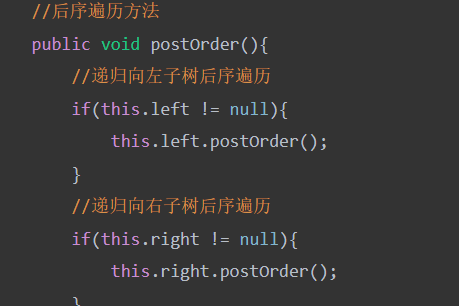 //后序遍历方法
public void postOrder(){
//递归向左子树后序遍历
if(this.left != null){
this.left.postOrder();
}
//递归向右子树后序遍历
if(this.right != null){
this.right.postOrder();
}